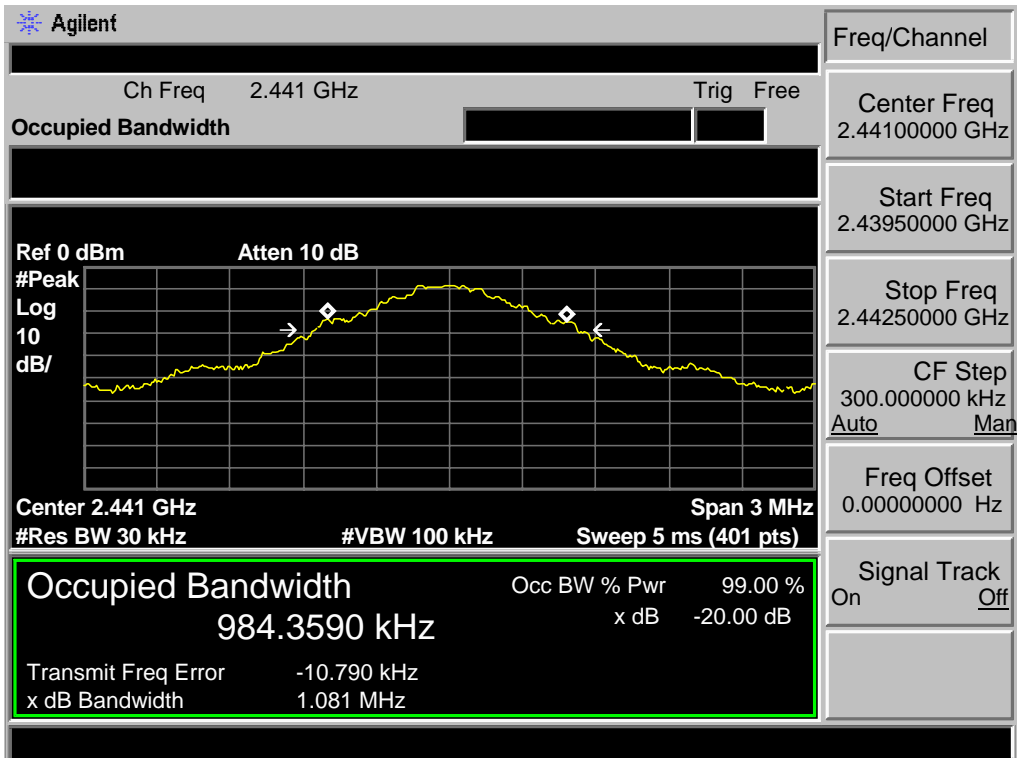 Agilent
Freq/Channel
Ch Freq 2.441 GHz Trig Free
Occupied Bandwidth
Center Freq
2.44100000 GHz
Start Freq
2.43950000 GHz
Stop Freq
2.44250000 GHz
CF Step
300.000000 kHz
Auto Man
Freq Offset
0.00000000 Hz
Signal Track
On Off
Ref 0 dBm Atten 10 dB
#Peak
Log
10
dB/
Center 2.441 GHz Span 3 MHz
#Res BW 30 kHz #VBW 100 kHz Sweep 5 ms (401 pts)
Occupied Bandwidth Occ BW % Pwr 99.00 %
984.3590 kHz x dB -20.00 dB
Transmit Freq Error -10.790 kHz
x dB Bandwidth 1.081 MHz